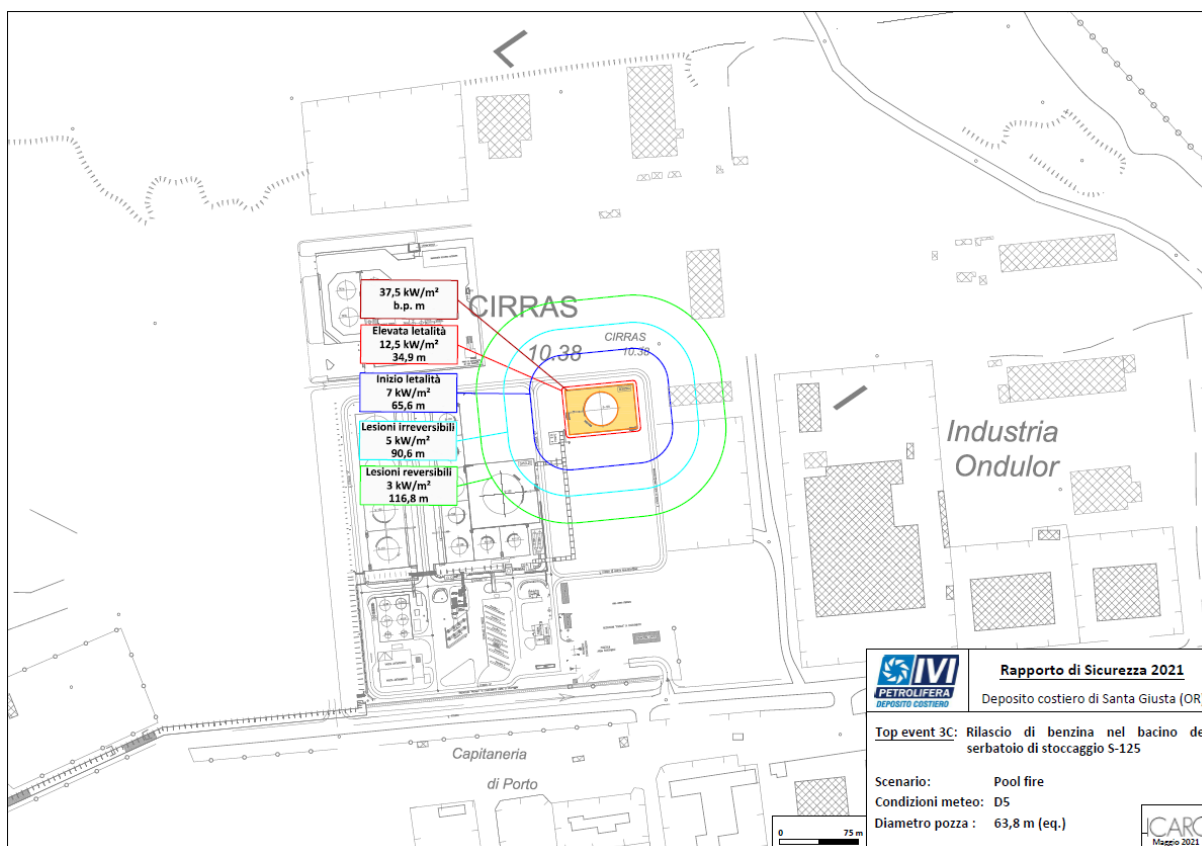 37,5 kW/m²
b.p. m
CIRRAS
Elevata letalità
12,5 kW/m²
34,9 m
CIRRAS
10.38
10.38
Inizio letalità
7 kW/m²
65,6 m
Lesioni irreversibili
5 kW/m²
90,6 m
Industria
Ondulor
Lesioni reversibili
3 kW/m²
116,8 m
Capitaneria
di Porto
IVI
PETROLIFERA
DEPOSITO COSTIERO
Rapporto di Sicurezza 2021
Deposito costiero di Santa Giusta (OR)
Top event 3C: Rilascio di benzina nel bacino de
serbatoio di stoccaggio S-125
Scenario: Pool fire
Condizioni meteo: D5
Diametro pozza : 63,8 m (eq.)
0 75 m
ICARO
Maggio 2021